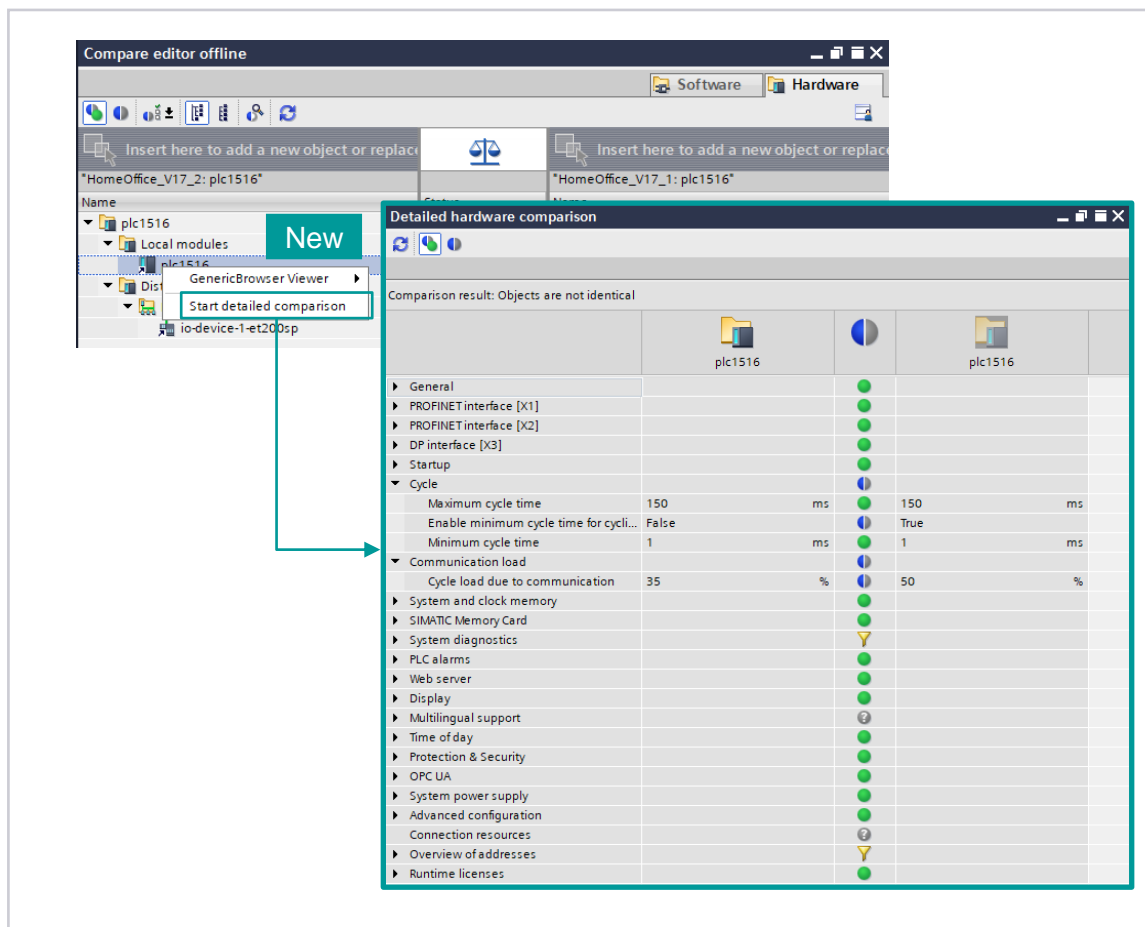 Compare editor offline
Software
Hardware
Insert here to add a new object or replace
Insert here to add a new object or replace
"HomeOffice_V17_2: plc1516"
"HomeOffice_V17_1: plc1516"
Name
plc1516
Local modules
plc1516
Dist
io-device-1-et200sp
New
GenericBrowser Viewer
Start detailed comparison
Detailed hardware comparison
Comparison result: Objects are not identical
plc1516
plc1516
General
PROFINET interface [X1]
PROFINET interface [X2]
DP interface [X3]
Startup
Cycle
Maximum cycle time 150 ms 150 ms
Enable minimum cycle time for cycli... False True
Minimum cycle time 1 ms 1 ms
Communication load
Cycle load due to communication 35 % 50 %
System and clock memory
SIMATIC Memory Card
System diagnostics
PLC alarms
Web server
Display
Multilingual support
Time of day
Protection & Security
OPC UA
System power supply
Advanced configuration
Connection resources
Overview of addresses
Runtime licenses